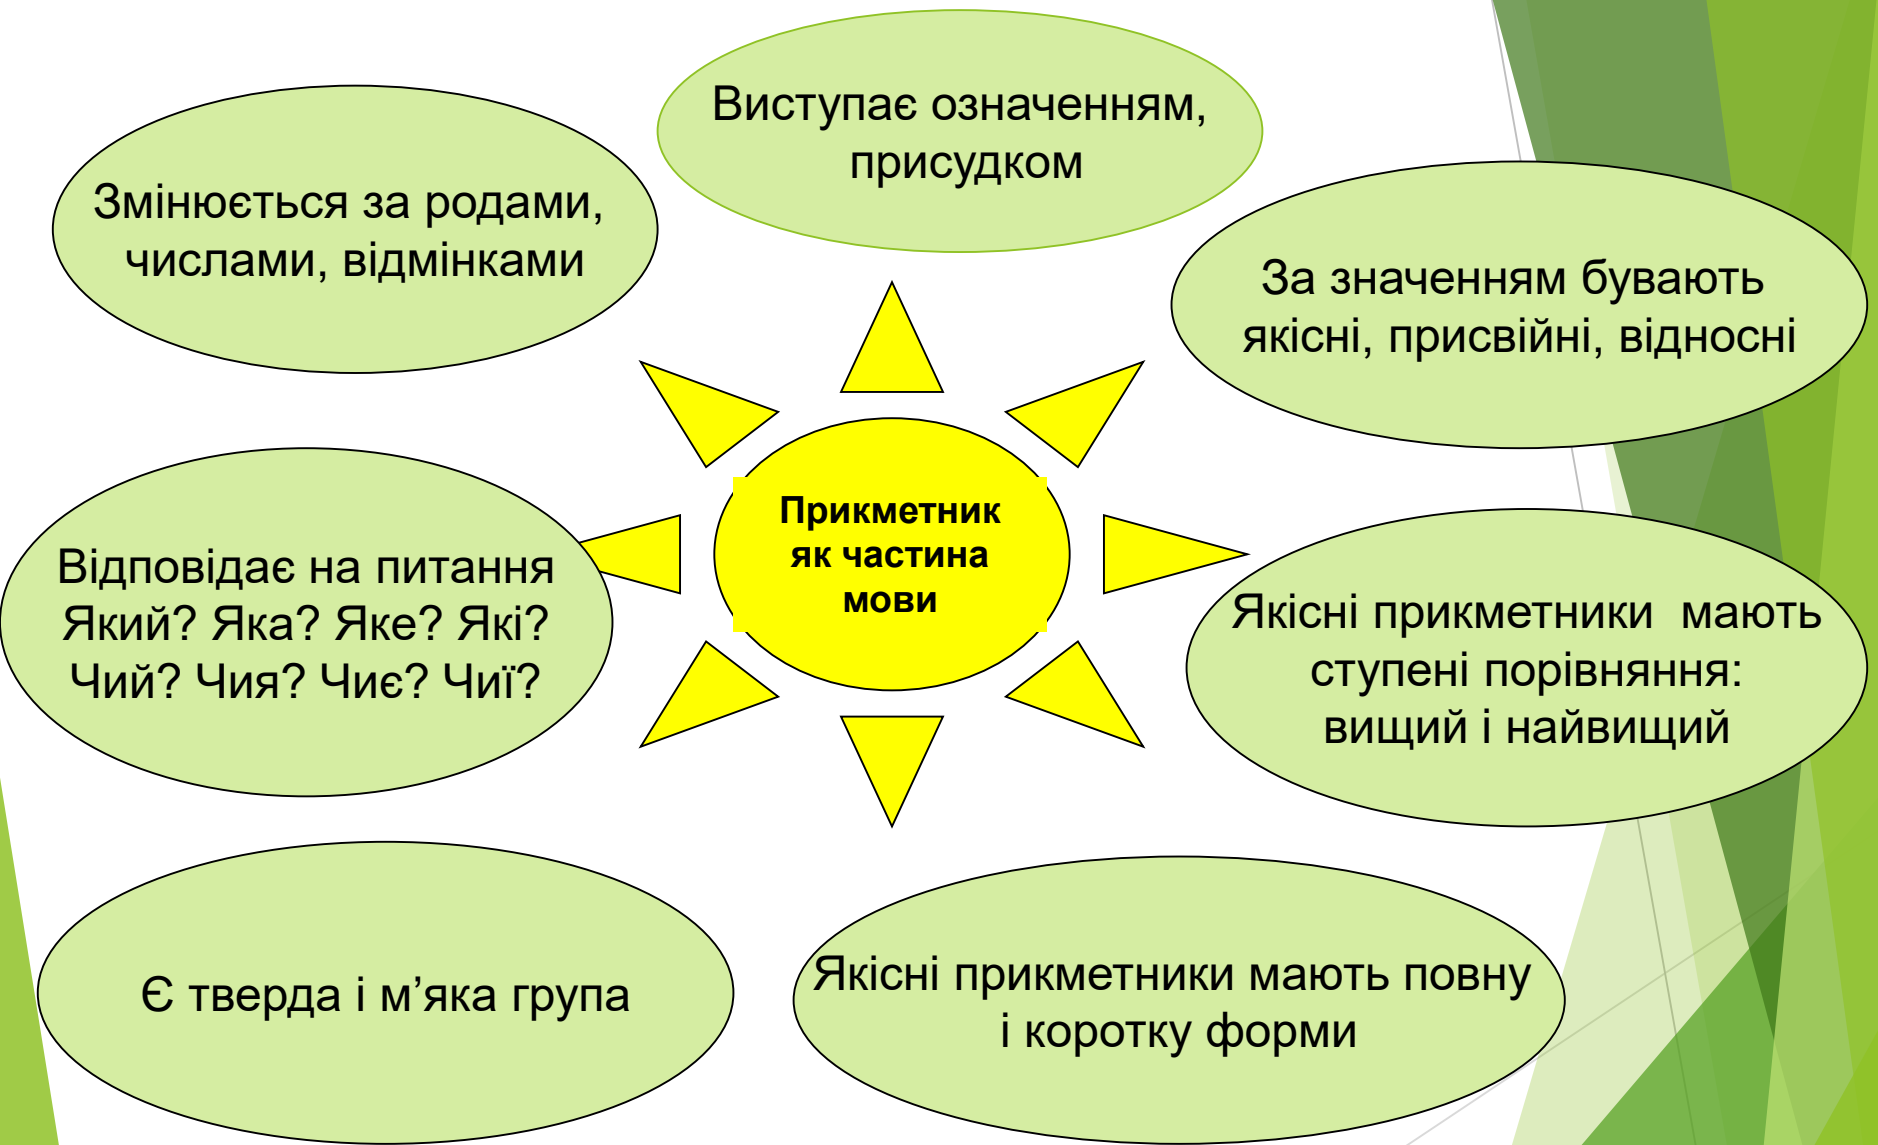 Виступає означенням,
присудком
Змінюється за родами,
числами, відмінками
За значенням бувають
якісні, присвійні, відносні
Прикметник
як частина
мови
Відповідає на питання
Який? Яка? Яке? Які?
Чий? Чия? Чиє? Чиї?
Якісні прикметники мають
ступені порівняння:
вищий і найвищий
Є тверда і м’яка група
Якісні прикметники мають повну
і коротку форми